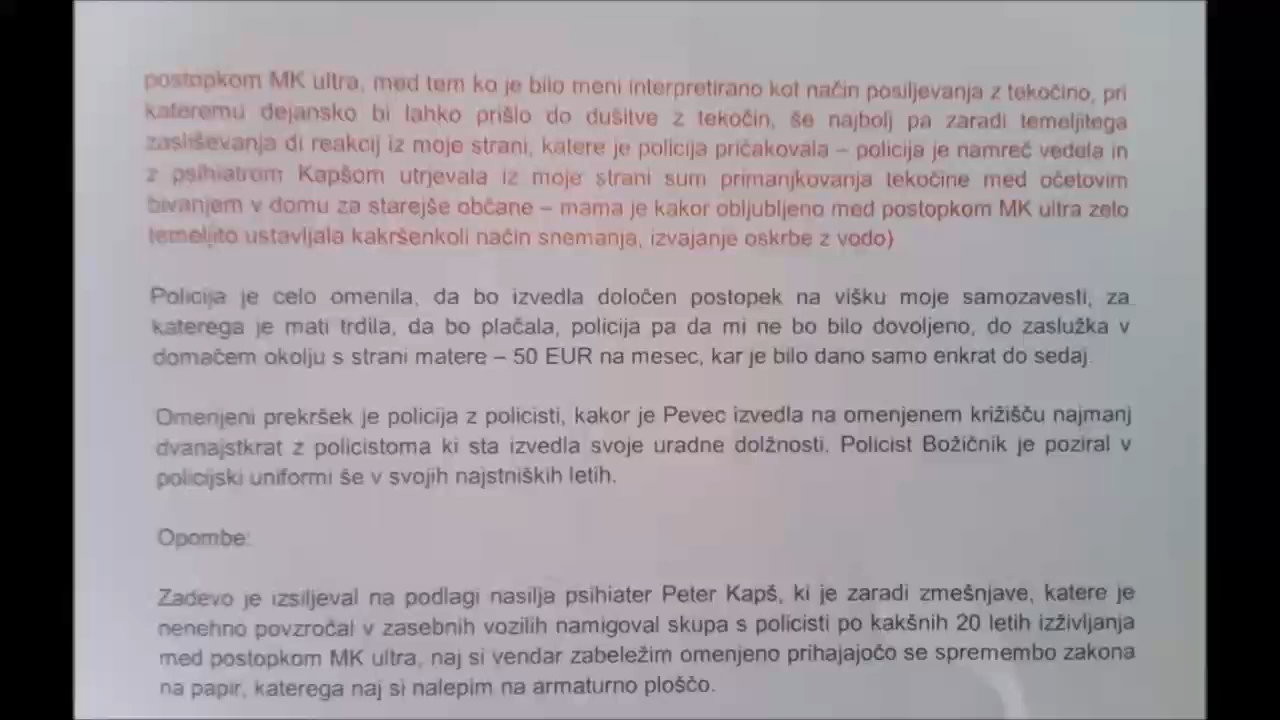 postopkom MK ultra, med tem ko je bilo meni interpretirano kot način posiljevanja z tekočino, pri
kateremu dejansko bi lahko prišlo do dušitve z tekočin, še najbolj pa zaradi temeljitega
zasliševanja di reakcij iz moje strani, katere je policija pričakovala – policija je namreč vedela in
z psihiatrom Kapšom utrjevala iz moje strani sum primanjkovanja tekočine med očetovim
bivanjem v domu za starejše občane – mama je kakor obljubljeno med postopkom MK ultra zelo
temeljito ustavljala kakršenkoli način snemanja, izvajanje oskrbe z vodo)
Policija je celo omenila, da bo izvedla določen postopek na višku moje samozavesti, za
katerega je mati trdila, da bo plačala, policija pa da mi ne bo bilo dovoljeno, do zaslužka v
domačem okolju s strani matere – 50 EUR na mesec, kar je bilo dano samo enkrat do sedaj.
Omenjeni prekršek je policija z policisti, kakor je Pevec izvedla na omenjenem križišču najmanj
dvanajstkrat z policistoma ki sta izvedla svoje uradne dolžnosti. Policist Božičnik je poziral v
policijski uniformi še v svojih najstniških letih.
Opombe:
Zadevo je izsiljeval na podlagi nasilja psihiater Peter Kapš, ki je zaradi zmešnjave, katere je
nenehno povzročal v zasebnih vozilih namigoval skupa s policisti po kakšnih 20 letih izživljanja
med postopkom MK ultra, naj si vendar zabeležim omenjeno prihajajočo se spremembo zakona
na papir, katerega naj si nalepim na armaturno ploščo.